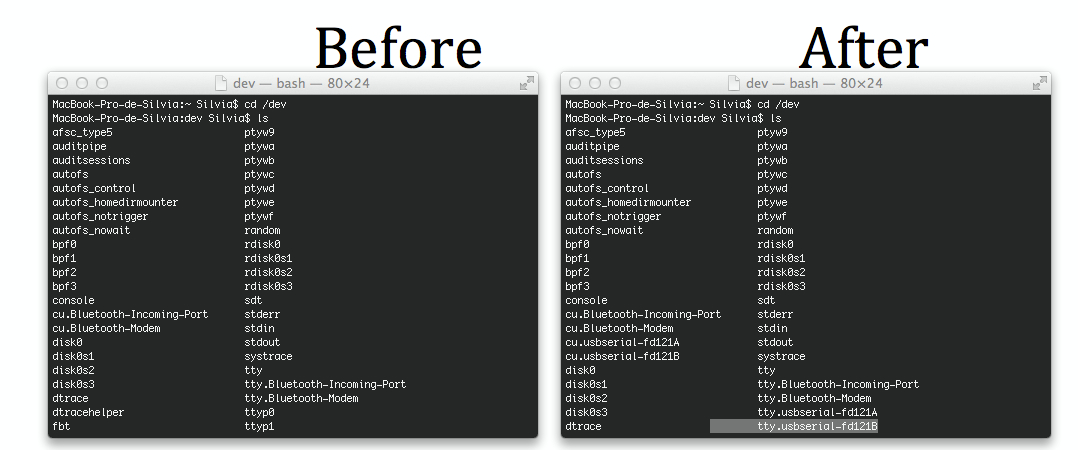 Before
dev — bash — 80×24
MacBook-Pro-de-Silvia:~ Silvia$ cd /dev
MacBook-Pro-de-Silvia:dev Silvia$ ls
afsc_type5 ptyw9
auditpipe ptywa
auditsessions ptywb
autofs ptywc
autofs_control ptywd
autofs_homedirmounter ptywe
autofs_notrigger ptywf
autofs_nowait random
bpf0 rdisk0
bpf1 rdisk0s1
bpf2 rdisk0s2
bpf3 rdisk0s3
console sdt
cu.Bluetooth-Incoming-Port stderr
cu.Bluetooth-Modem stdin
disk0 stdout
disk0s1 systrace
disk0s2 tty
disk0s3 tty.Bluetooth-Incoming-Port
dtrace tty.Bluetooth-Modem
dtracehelper ttyp0
fbt ttyp1
After
dev — bash — 80×24
MacBook-Pro-de-Silvia:~ Silvia$ cd /dev
MacBook-Pro-de-Silvia:dev Silvia$ ls
afsc_type5 ptyw9
auditpipe ptywa
auditsessions ptywb
autofs ptywc
autofs_control ptywd
autofs_homedirmounter ptywe
autofs_notrigger ptywf
autofs_nowait random
bpf0 rdisk0
bpf1 rdisk0s1
bpf2 rdisk0s2
bpf3 rdisk0s3
console sdt
cu.Bluetooth-Incoming-Port stderr
cu.Bluetooth-Modem stdin
cu.usbserial-fd121A stdout
cu.usbserial-fd121B systrace
disk0 tty
disk0s1 tty.Bluetooth-Incoming-Port
disk0s2 tty.Bluetooth-Modem
disk0s3 tty.usbserial-fd121A
dtrace tty.usbserial-fd121B